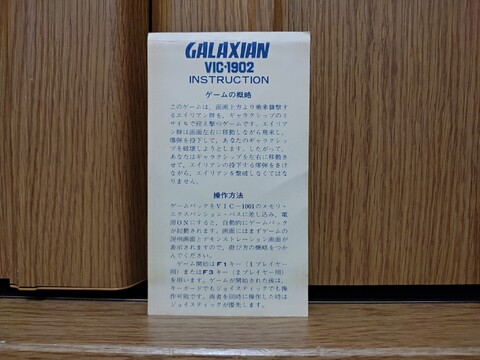 GALAXIAN
VIC-1902
INSTRUCTION
ゲームの概略
このゲームは、画面上方より飛来襲撃す
るエイリアン群を、ギャラクシップのミ
サイルで迎え撃つゲームです。エイリア
ン群は画面左右に移動しながら飛来し、
爆弾を投下して、あなたのギャラクシッ
プを破壊しようとします。したがって、
あなたはギャラクシップを左右に移動さ
せて、エイリアンの投下する爆弾をさけ
ながら、エイリアンを撃破しなくてはな
りません。
操作方法
ゲームパックをVIC-1001のメモリ・
エクスパンション・バスに差し込み、電
源ONにすると、自動的にゲームパック
が起動されます。画面にはまずゲームの
説明画面とデモンストレーション画面が
表示されますので、遊び方の概略をつか
んでください。
ゲーム開始はF1キー(1プレイヤー
用)またはF3キー(2プレイヤー用)
を用います。ゲームが開始された後は、
キーボードでもジョイスティックでも操
作可能です。両者を同時に操作した時は
ジョイスティックが優先します。